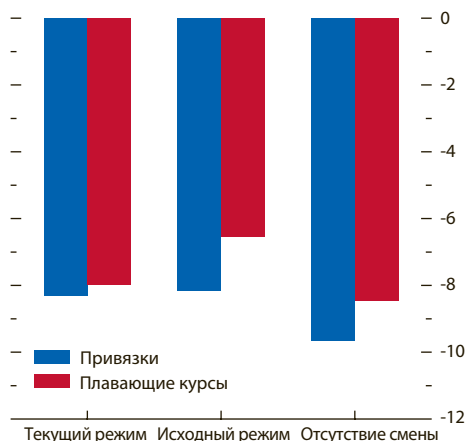 0
-2
-4
-6
-8
-10
-12
Привязки
Плавающие курсы
Текущий режим Исходный режим Отсутствие смены